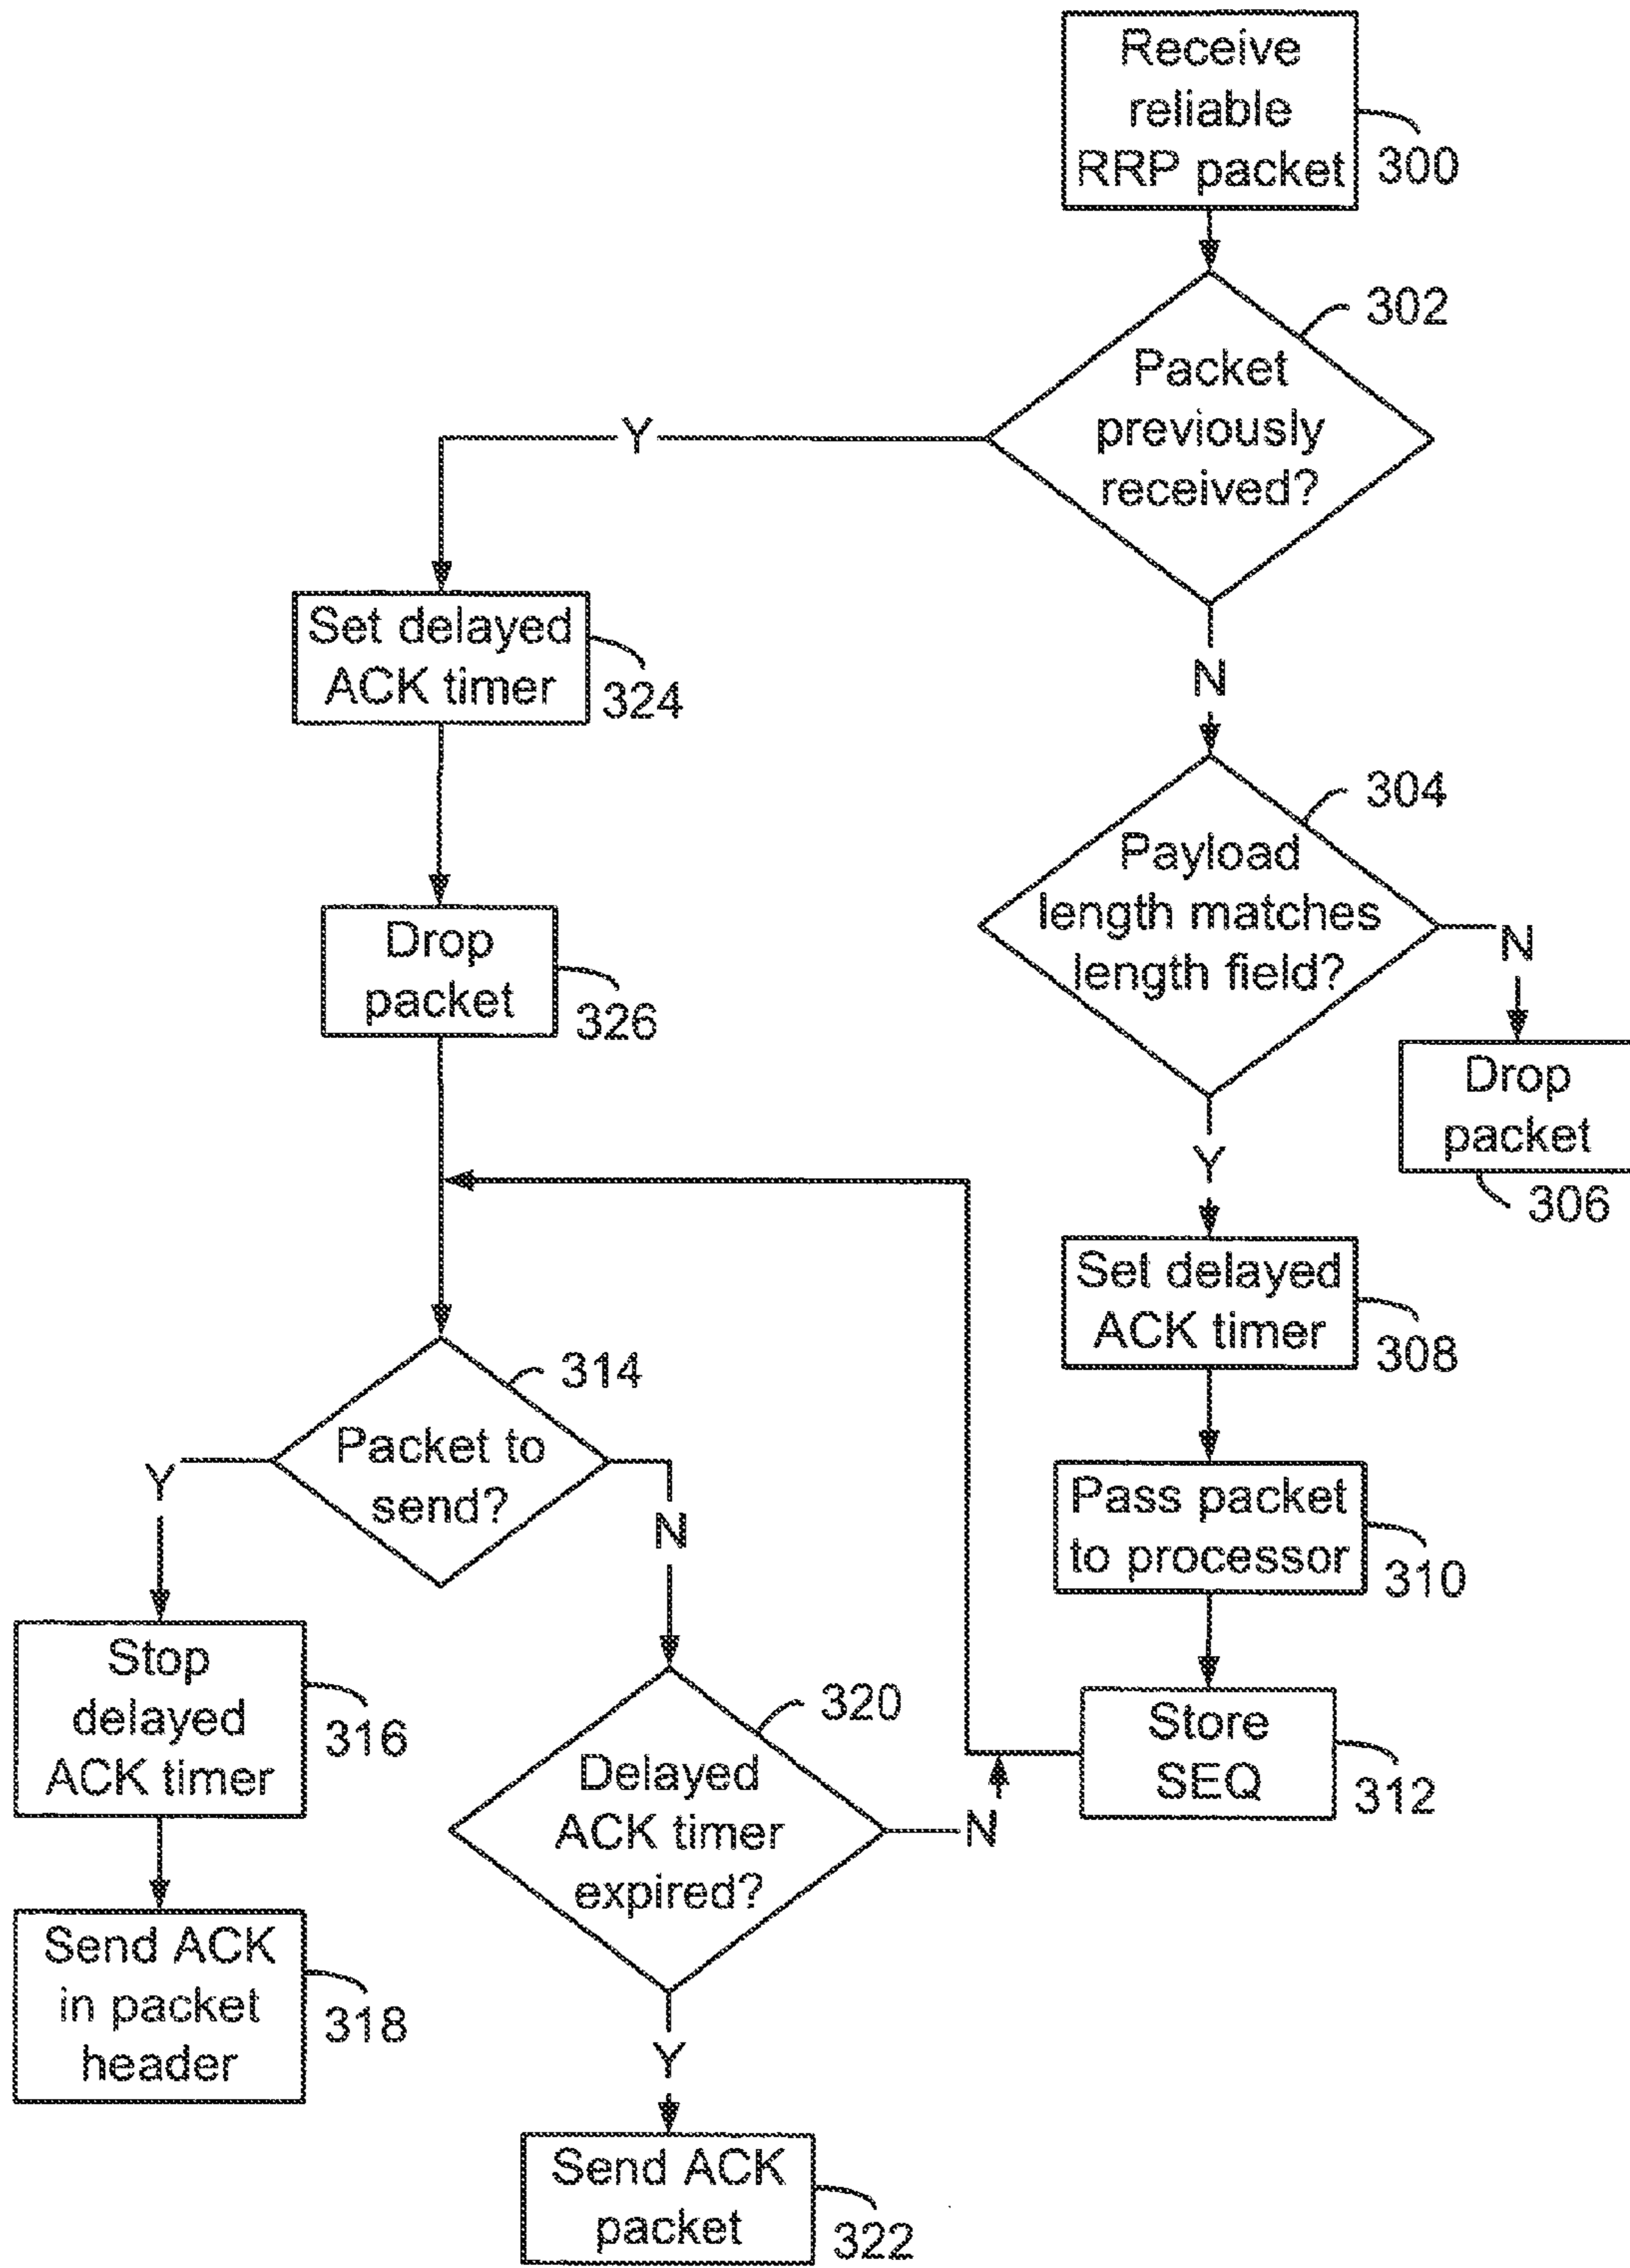 Receive
reliable
RRP packet
300
302
Packet
previously
received?
Y
N
Set delayed
ACK timer
324
304
Payload
length matches
length field?
N
Drop
packet
326
Drop
packet
306
Y
Set delayed
ACK timer
308
314
Packet to
send?
Y
N
Pass packet
to processor
310
Stop
delayed
ACK timer
316
320
Delayed
ACK timer
expired?
N
Store
SEQ
312
Send ACK
in packet
header
318
Y
Send ACK
packet
322